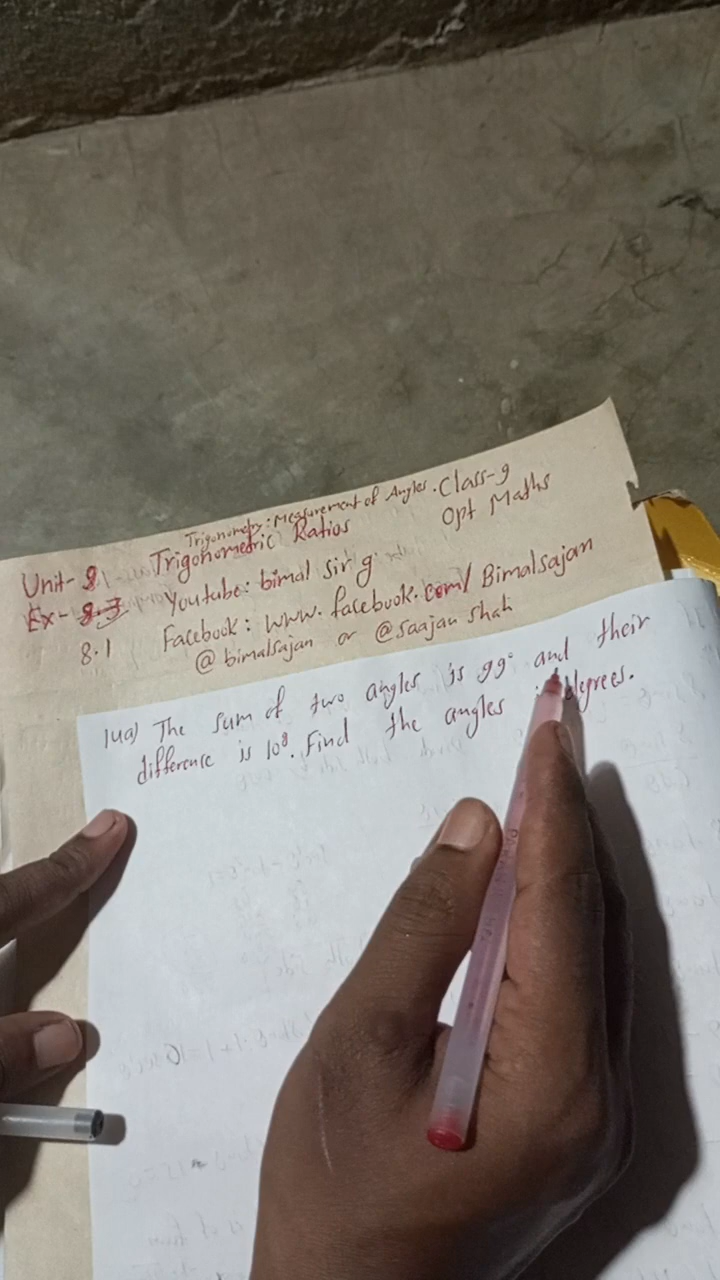 Trigonometry: Measurement of Angles. Class-9
Unit-8 Trigonometric Ratios Opt Maths
Ex- 8.3 Youtube: bimal sir g
8.1 Facebook: www.facebook.com/Bimalsajan
@bimalsajan or @saajan shah
14a) The sum of two angles is 99° and their
difference is 10g. Find the angles degrees.